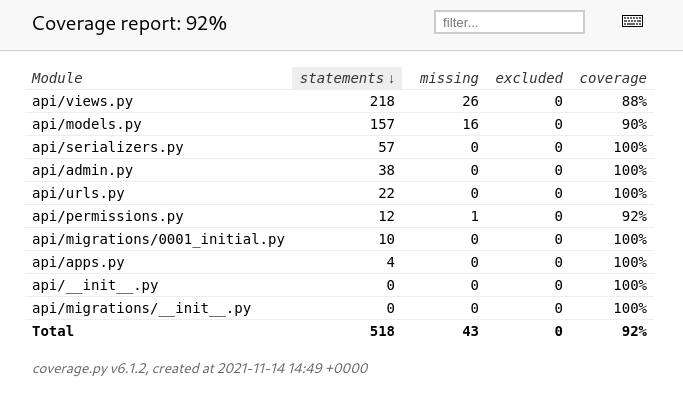 Coverage report: 92%
filter...
Module statements ↓ missing excluded coverage
api/views.py 218 26 0 88%
api/models.py 157 16 0 90%
api/serializers.py 57 0 0 100%
api/admin.py 38 0 0 100%
api/urls.py 22 0 0 100%
api/permissions.py 12 1 0 92%
api/migrations/0001_initial.py 10 0 0 100%
api/apps.py 4 0 0 100%
api/__init__.py 0 0 0 100%
api/migrations/__init__.py 0 0 0 100%
Total 518 43 0 92%
coverage.py v6.1.2, created at 2021-11-14 14:49 +0000